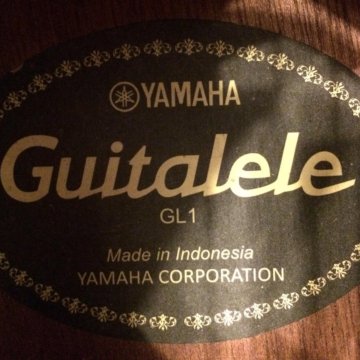 YAMAHA
Guitalele
GL1
Made in Indonesia
YAMAHA CORPORATION